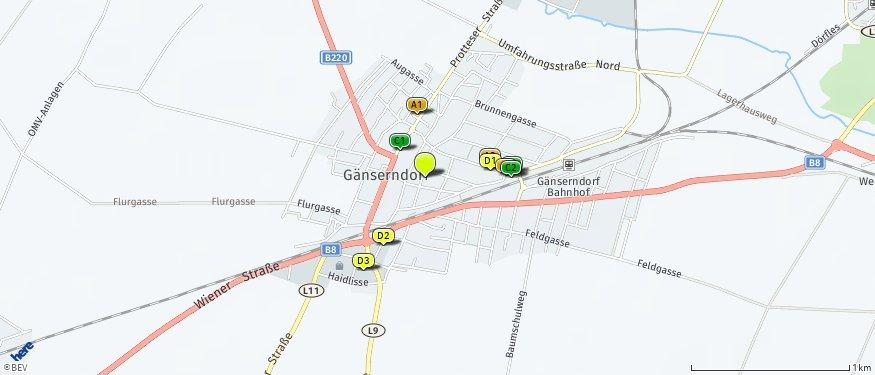 Protteser Straße
Dörfles
L
B220
Umfahrungsstraße Nord
Augasse
OMV-Anlagen
Lagerhausweg
A1
Brunnengasse
C1
D1
C2
B8
Gänserndorf
Gänserndorf
Bahnhof
We
Flurgasse
Flurgasse
Flurgasse
D2
Feldgasse
B8
D3
Feldgasse
Wiener Straße
Haidlisse
L11
Baumschulweg
L9
Straße
here
© BEV
1km